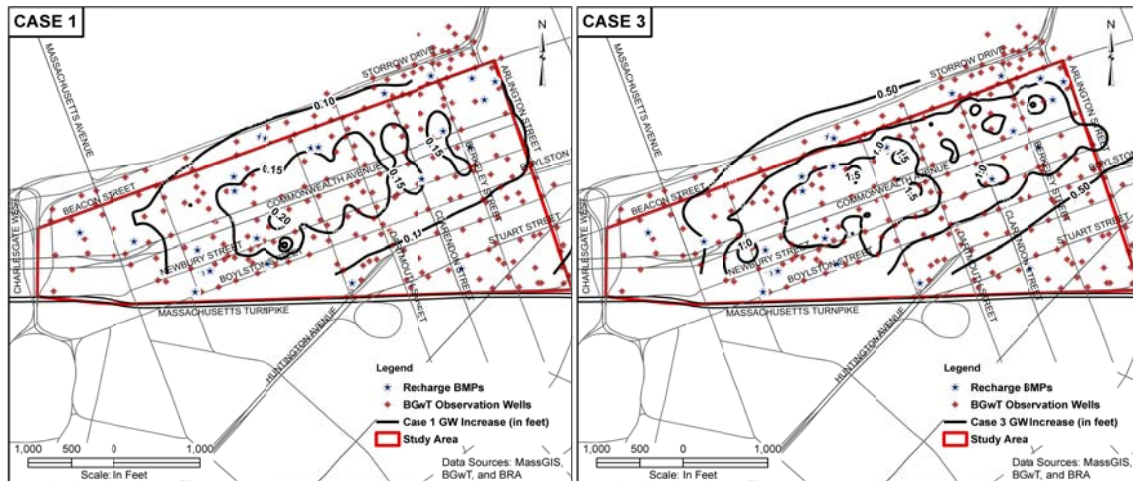 CASE 1
N
MASSACHUSETTS AVENUE
STORROW DRIVE
ARLINGTON STREET
0.10
0.15
0.15
0.15
BEACON STREET
COMMONWEALTH AVENUE
BERKELEY STREET
BOYLSTON
0.20
CHARLESGATE WEST
NEWBURY STREET
BOYLSTON STREET
0.1
CLARENDON STREET
STUART STREET
DARTMOUTH STREET
MASSACHUSETTS TURNPIKE
HUNTINGTON AVENUE
Legend
Recharge BMPs
BGwT Observation Wells
Case 1 GW Increase (in feet)
Study Area
1,000 500 0 1,000
Scale: In Feet
Data Sources: MassGIS,
BGwT, and BRA
CASE 3
N
MASSACHUSETTS AVENUE
STORROW DRIVE
ARLINGTON STREET
0.50
1.0
1.5
1.5
1.5
1.0
BEACON STREET
COMMONWEALTH AVENUE
BERKELEY STREET
BOYLSTON
0.50
1.0
CHARLESGATE WEST
NEWBURY STREET
BOYLSTON STREET
CLARENDON STREET
STUART STREET
DARTMOUTH STREET
MASSACHUSETTS TURNPIKE
HUNTINGTON AVENUE
Legend
Recharge BMPs
BGwT Observation Wells
Case 3 GW Increase (in feet)
Study Area
1,000 500 0 1,000
Scale: In Feet
Data Sources: MassGIS,
BGwT, and BRA